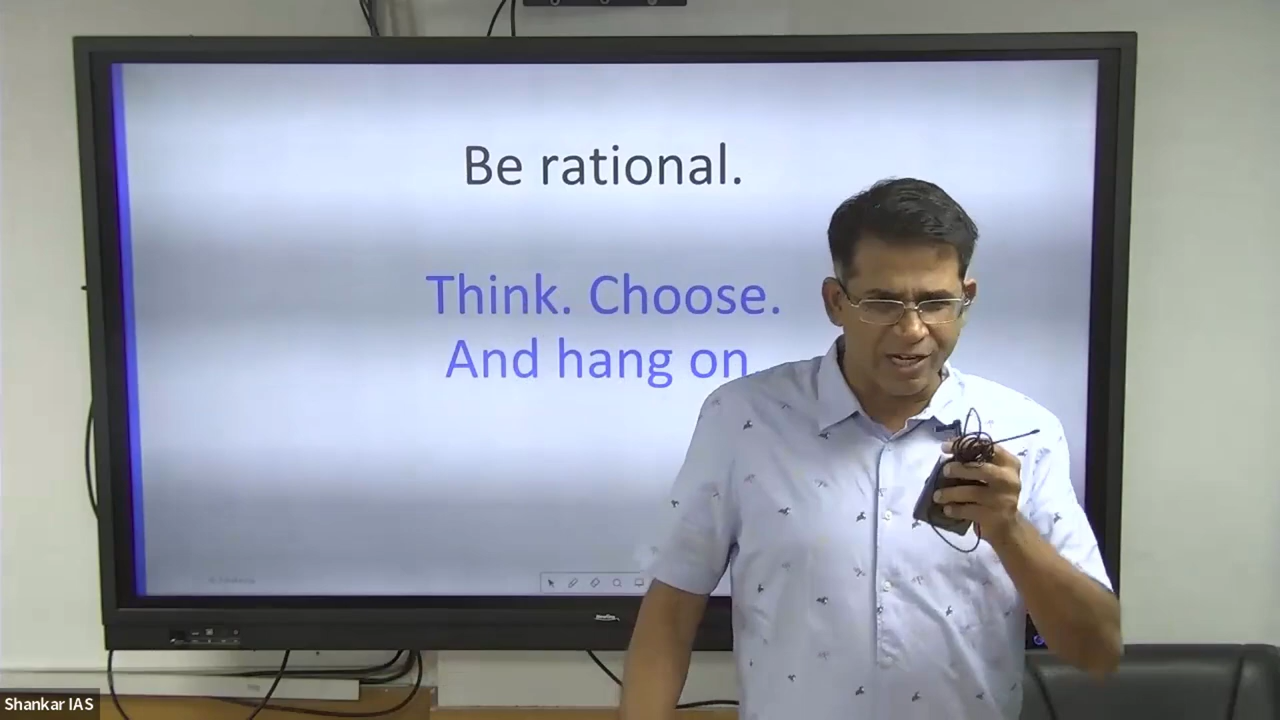 Be rational.
Think. Choose.
And hang on
Shankar IAS